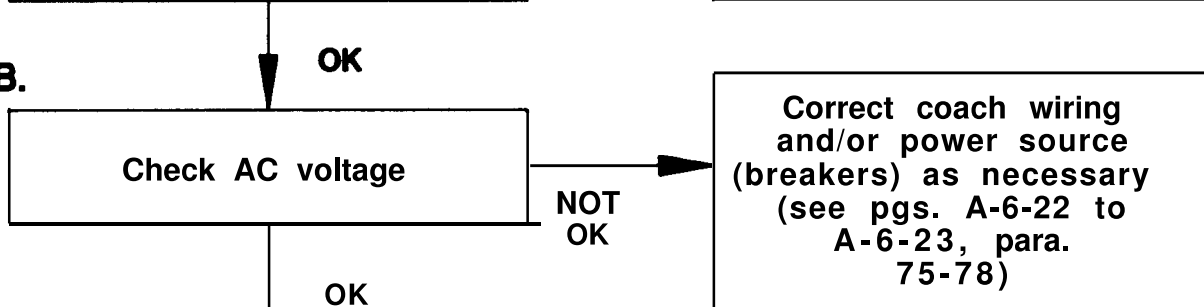 OK
B.
Check AC voltage
NOT
OK
Correct coach wiring
and/or power source
(breakers) as necessary
(see pgs. A-6-22 to
A-6-23, para.
75-78)
OK